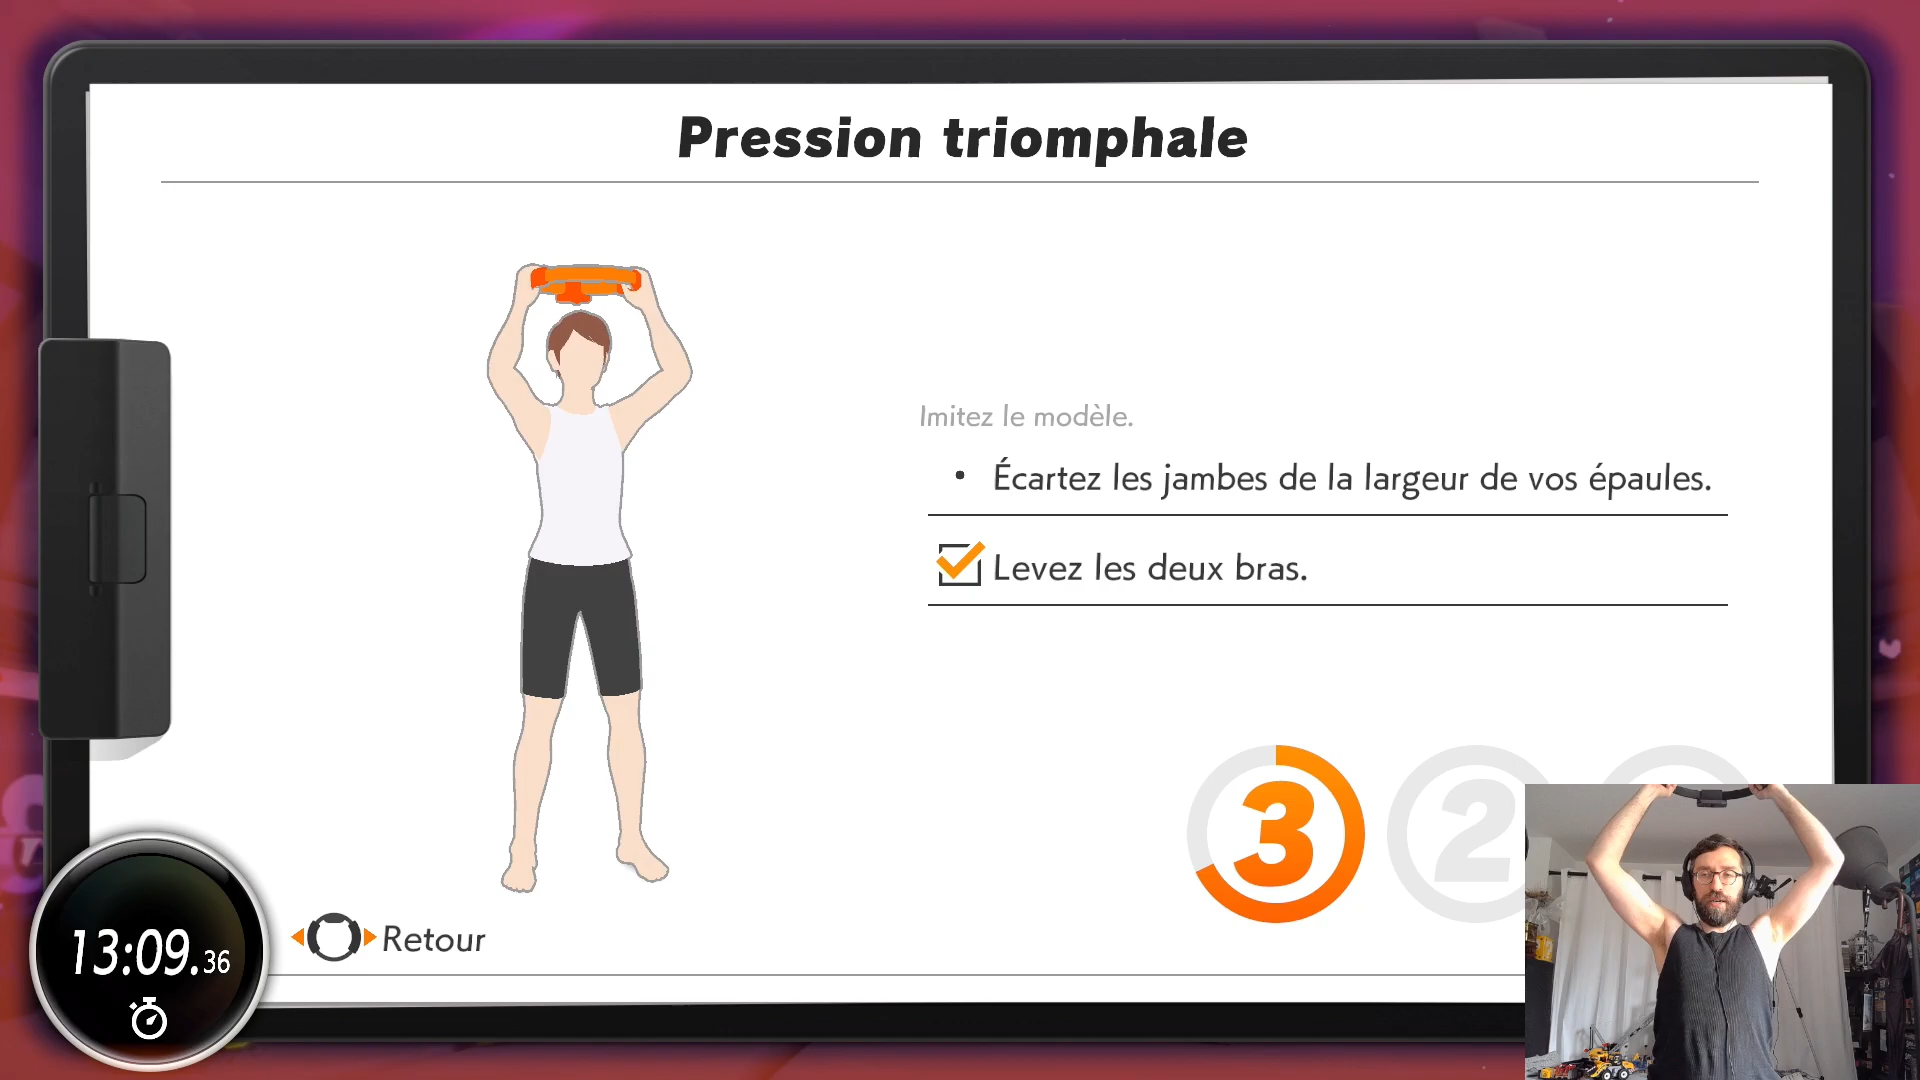 Pression triomphale
Imitez le modèle.
• Écartez les jambes de la largeur de vos épaules.
Levez les deux bras.
3 2
Retour
13:09.36